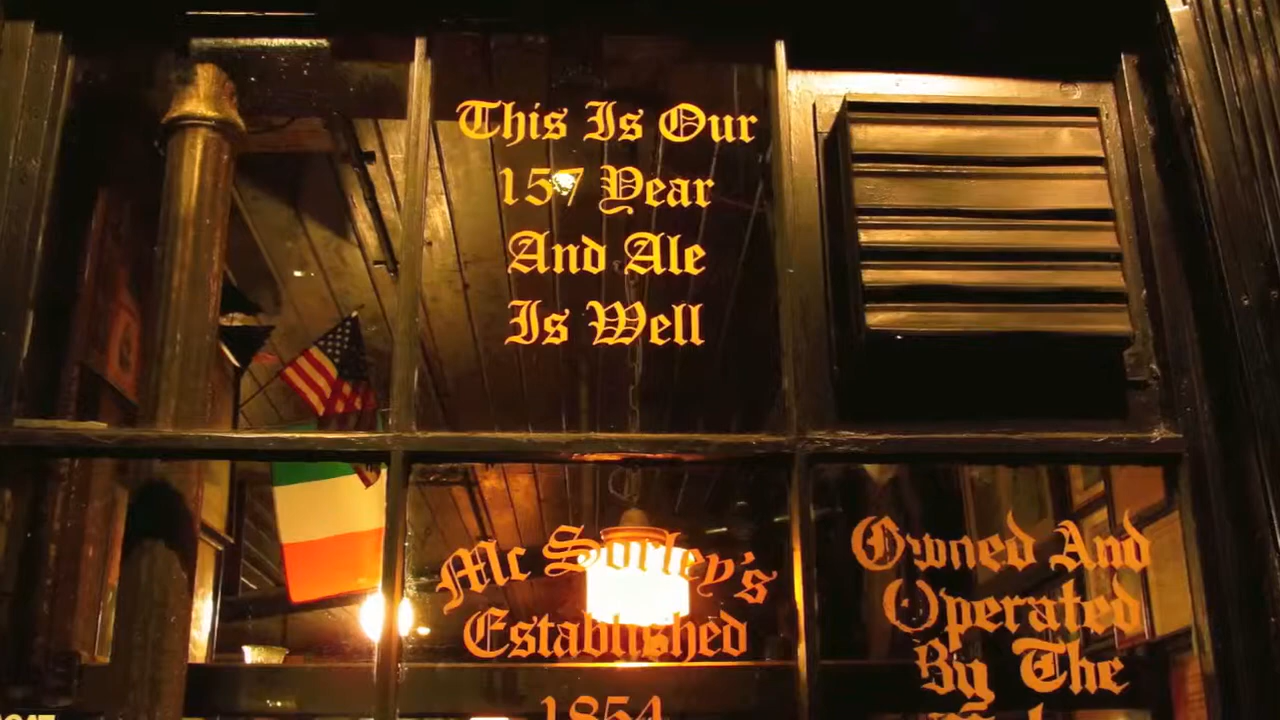 This Is Our
157 Year
And Ale
Is Well
Mc Sorley's
Established
1854
Owned And
Operated
By The